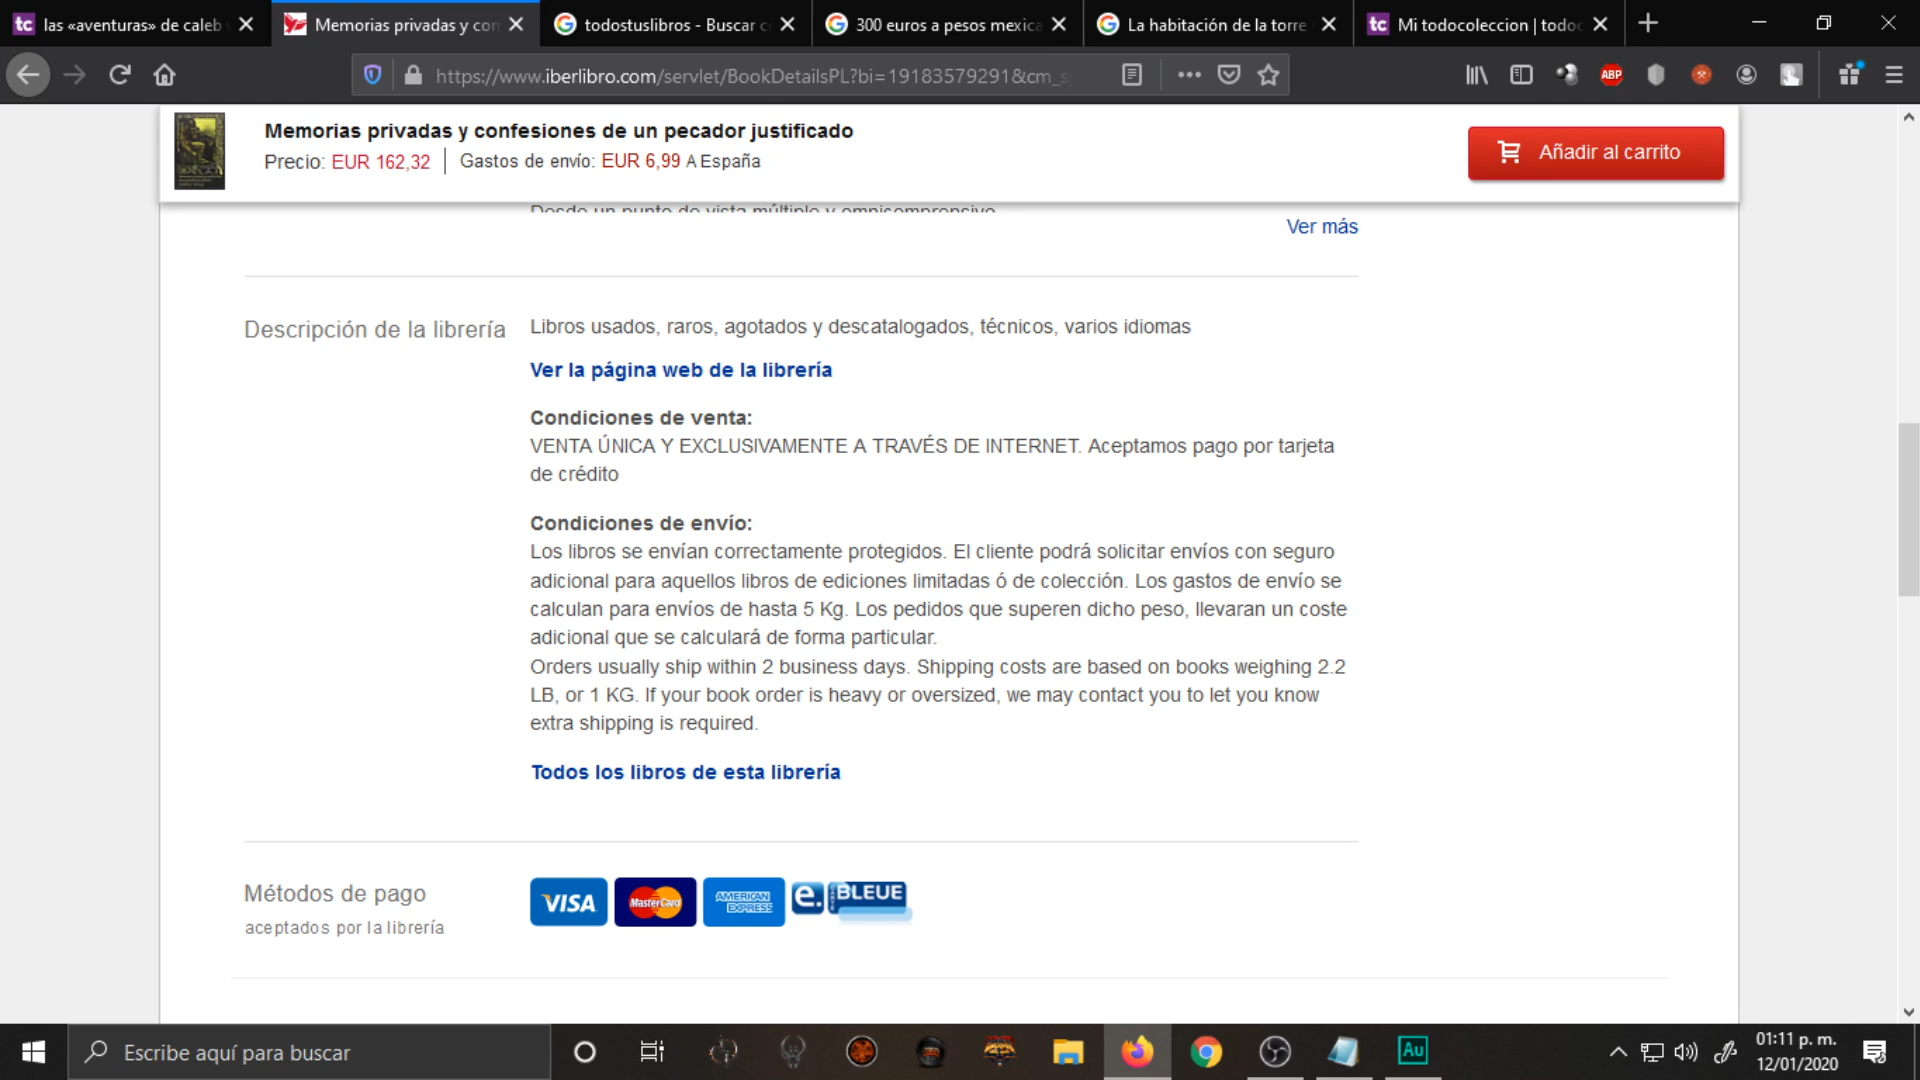 las «aventuras» de caleb
Memorias privadas y con
todostuslibros - Buscar c
300 euros a pesos mexica
La habitación de la torre
Mi todocoleccion | todoc
https://www.iberlibro.com/servlet/BookDetailsPL?bi=19183579291&cm_s
ABP
Memorias privadas y confesiones de un pecador justificado
Precio: EUR 162,32 | Gastos de envío: EUR 6,99 A España
Añadir al carrito
Desde un punto de vista múltiple y omnicomprensivo
Ver más
Descripción de la librería
Libros usados, raros, agotados y descatalogados, técnicos, varios idiomas
Ver la página web de la librería
Condiciones de venta:
VENTA ÚNICA Y EXCLUSIVAMENTE A TRAVÉS DE INTERNET. Aceptamos pago por tarjeta
de crédito
Condiciones de envío:
Los libros se envían correctamente protegidos. El cliente podrá solicitar envíos con seguro
adicional para aquellos libros de ediciones limitadas ó de colección. Los gastos de envío se
calculan para envíos de hasta 5 Kg. Los pedidos que superen dicho peso, llevaran un coste
adicional que se calculará de forma particular.
Orders usually ship within 2 business days. Shipping costs are based on books weighing 2.2
LB, or 1 KG. If your book order is heavy or oversized, we may contact you to let you know
extra shipping is required.
Todos los libros de esta librería
Métodos de pago
aceptados por la librería
VISA
MasterCard
AMERICAN EXPRESS
e. BLEUE
Escribe aquí para buscar
Au
01:11 p. m.
12/01/2020